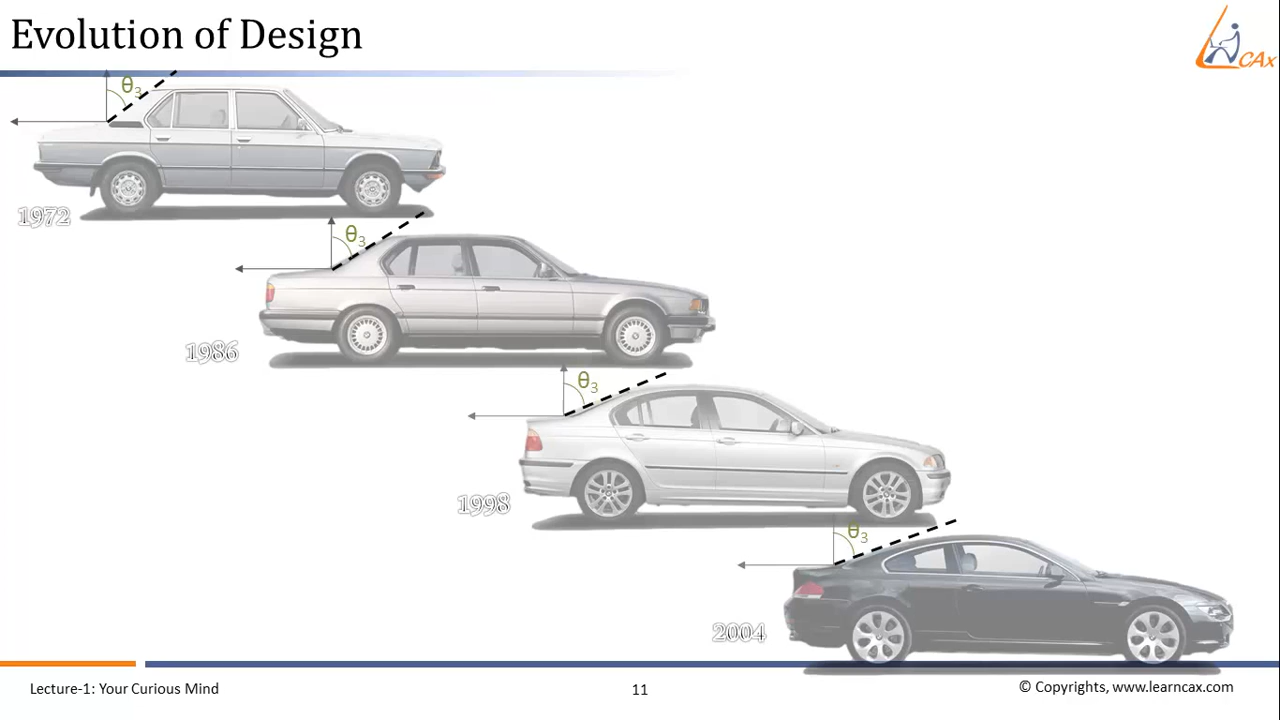 Evolution of Design
CAx
θ3
1972
θ3
1986
θ3
1998
θ3
2004
Lecture-1: Your Curious Mind
11
© Copyrights, www.learncax.com